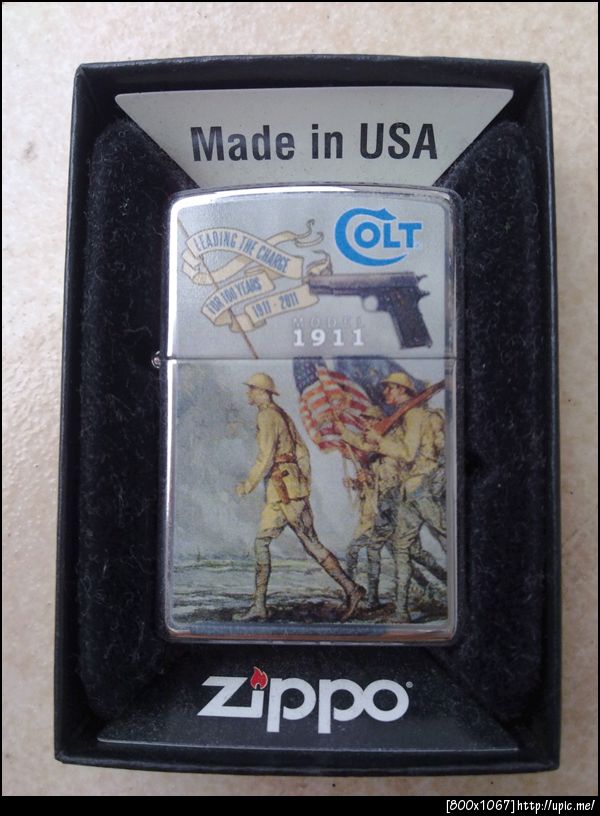 Made in USA
COLT
LEADING THE CHARGE
FOR 100 YEARS
1911 - 2011
MODEL
1911
zippo®
[800x1067]http://upic.me/